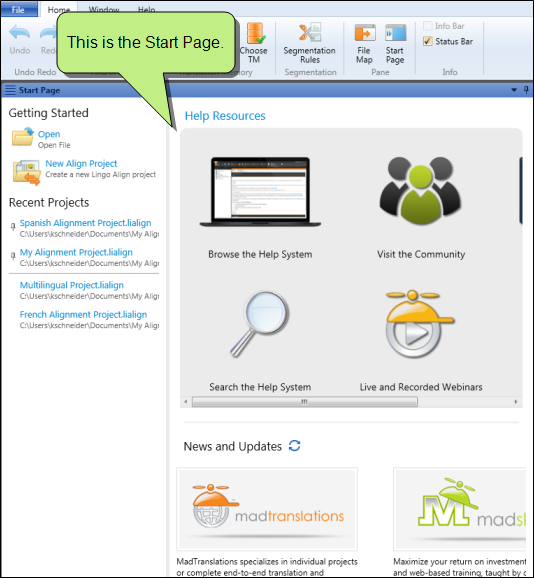 File
Home
Window
Help
This is the Start Page.
Undo
Choose
TM
Segmentation
Rules
File
Map
Start
Page
Info Bar
Status Bar
Undo Redo
Segmentation
Pane
Info
Start Page
Getting Started
Open
Open File
New Align Project
Create a new Lingo Align project
Recent Projects
Spanish Alignment Project.lialign
C:\Users\kschneider\Documents\My Alig
My Alignment Project.lialign
C:\Users\kschneider\Documents\My Alig
Multilingual Project.lialign
C:\Users\kschneider\Documents\My Alig
French Alignment Project.lialign
C:\Users\kschneider\Documents\My Alig
Help Resources
Browse the Help System
Visit the Community
Search the Help System
Live and Recorded Webinars
News and Updates
madtranslations
mads
MadTranslations specializes in individual projects
or complete end-to-end translation and
Maximize your return on investment
and web-based training, taught by